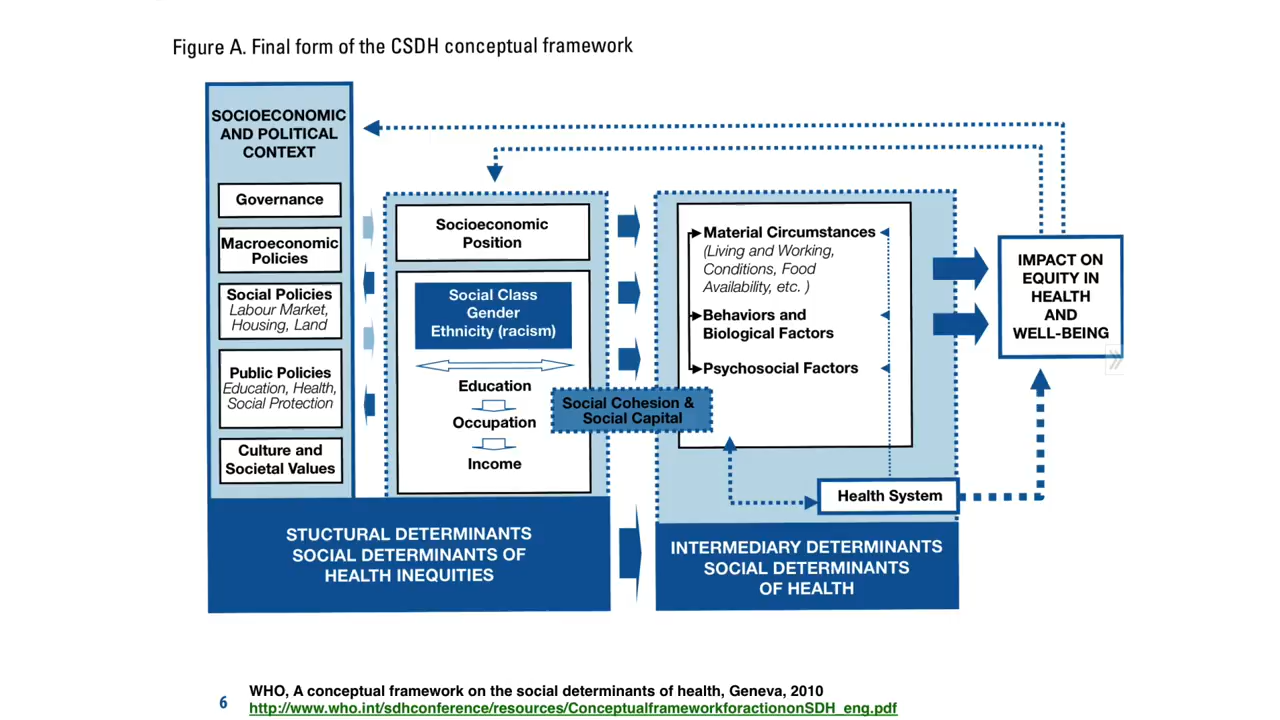 Figure A. Final form of the CSDH conceptual framework
SOCIOECONOMIC
AND POLITICAL
CONTEXT
Governance
Macroeconomic
Policies
Social Policies
Labour Market,
Housing, Land
Public Policies
Education, Health,
Social Protection
Culture and
Societal Values
Socioeconomic
Position
Social Class
Gender
Ethnicity (racism)
Education
Occupation
Income
Social Cohesion &
Social Capital
Material Circumstances
(Living and Working,
Conditions, Food
Availability, etc. )
Behaviors and
Biological Factors
Psychosocial Factors
Health System
IMPACT ON
EQUITY IN
HEALTH
AND
WELL-BEING
STUCTURAL DETERMINANTS
SOCIAL DETERMINANTS OF
HEALTH INEQUITIES
INTERMEDIARY DETERMINANTS
SOCIAL DETERMINANTS
OF HEALTH
6
WHO, A conceptual framework on the social determinants of health, Geneva, 2010
http://www.who.int/sdhconference/resources/ConceptualframeworkforactiononSDH_eng.pdf